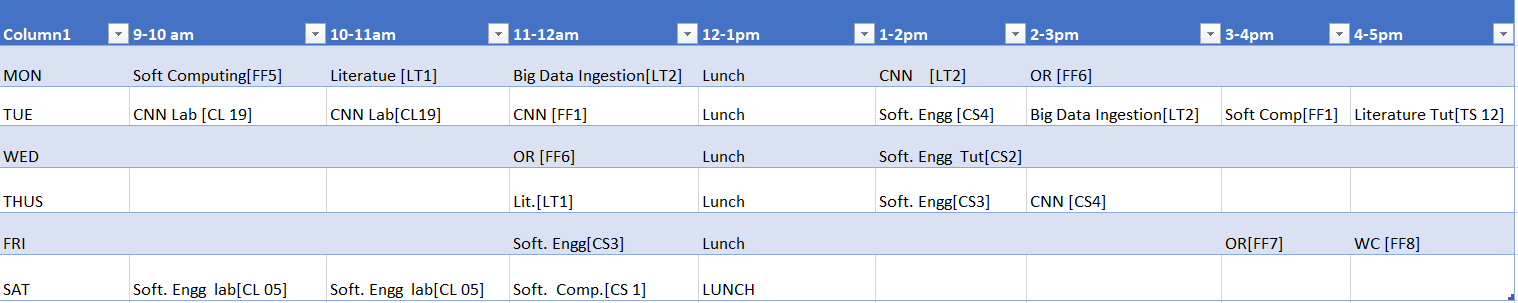 Column1 9-10 am 10-11am 11-12am 12-1pm 1-2pm 2-3pm 3-4pm 4-5pm
MON Soft Computing[FF5] Literatue [LT1] Big Data Ingestion[LT2] Lunch CNN [LT2] OR [FF6]
TUE CNN Lab [CL 19] CNN Lab[CL19] CNN [FF1] Lunch Soft. Engg [CS4] Big Data Ingestion[LT2] Soft Comp[FF1] Literature Tut[TS 12]
WED OR [FF6] Lunch Soft. Engg Tut[CS2]
THUS Lit.[LT1] Lunch Soft. Engg[CS3] CNN [CS4]
FRI Soft. Engg[CS3] Lunch OR[FF7] WC [FF8]
SAT Soft. Engg lab[CL 05] Soft. Engg lab[CL 05] Soft. Comp.[CS 1] LUNCH